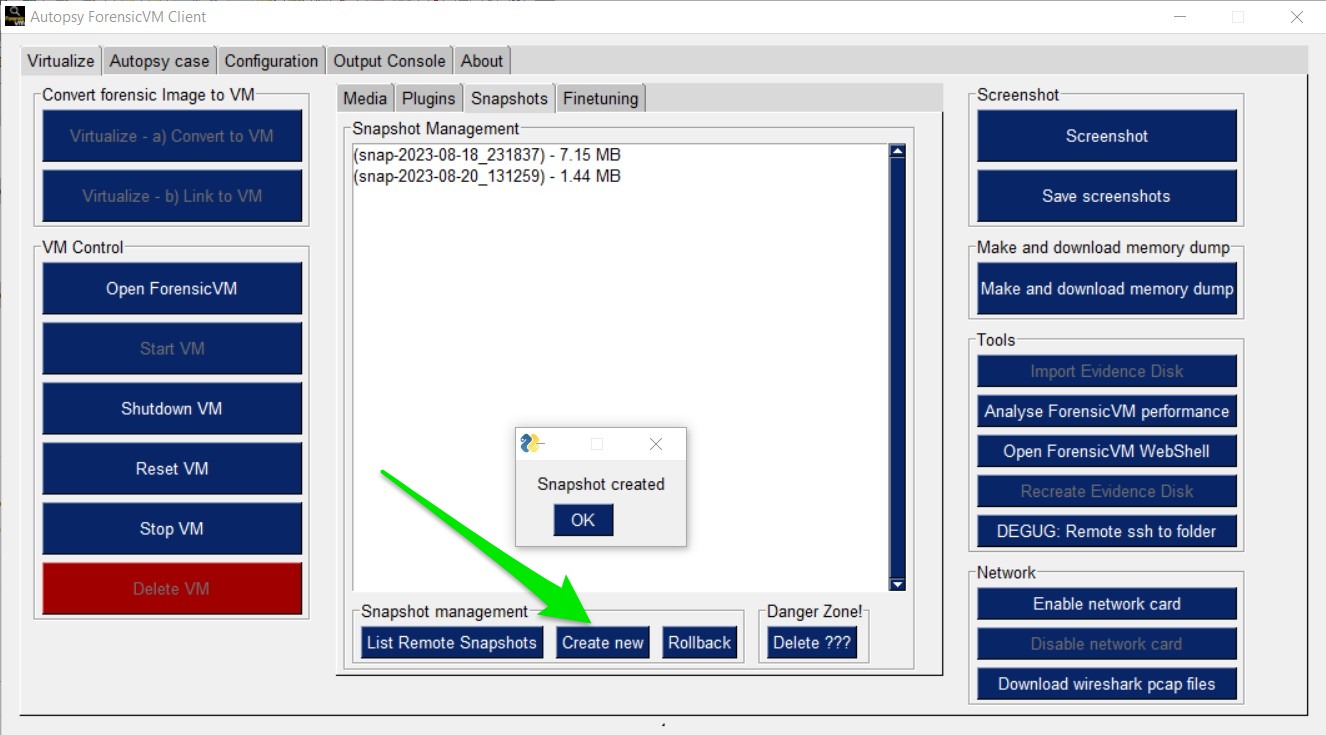 Autopsy ForensicVM Client
Virtualize Autopsy case Configuration Output Console About
Convert forensic Image to VM
Virtualize - a) Convert to VM
Virtualize - b) Link to VM
VM Control
Open ForensicVM
Start VM
Shutdown VM
Reset VM
Stop VM
Delete VM
Media Plugins Snapshots Finetuning
Snapshot Management
(snap-2023-08-18_231837) - 7.15 MB
(snap-2023-08-20_131259) - 1.44 MB
Snapshot created
OK
Snapshot management
List Remote Snapshots Create new Rollback
Danger Zone!
Delete ???
Screenshot
Screenshot
Save screenshots
Make and download memory dump
Make and download memory dump
Tools
Import Evidence Disk
Analyse ForensicVM performance
Open ForensicVM WebShell
Recreate Evidence Disk
DEGUG: Remote ssh to folder
Network
Enable network card
Disable network card
Download wireshark pcap files